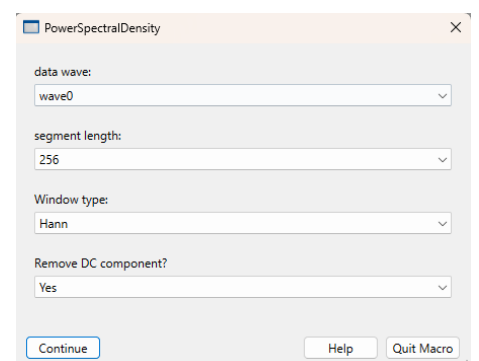 PowerSpectralDensity
data wave:
wave0
segment length:
256
Window type:
Hann
Remove DC component?
Yes
Continue Help Quit Macro